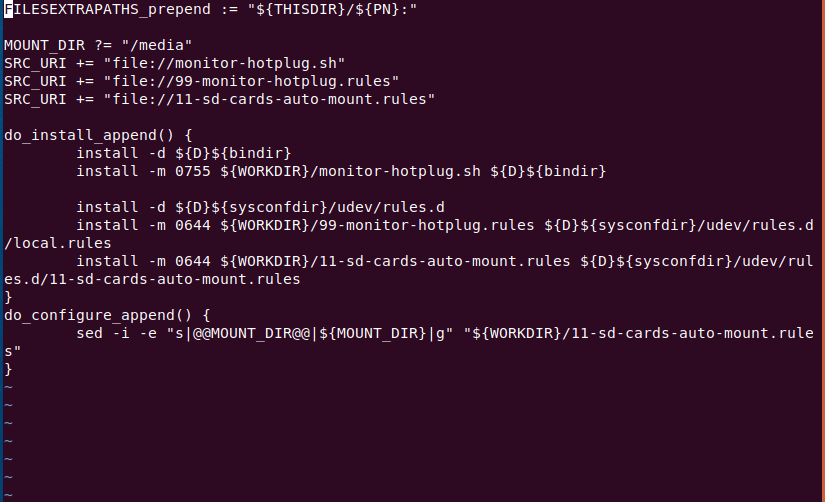 FILESEXTRAPATHS_prepend := "${THISDIR}/${PN}:"

MOUNT_DIR ?= "/media"
SRC_URI += "file://monitor-hotplug.sh"
SRC_URI += "file://99-monitor-hotplug.rules"
SRC_URI += "file://11-sd-cards-auto-mount.rules"

do_install_append() {
        install -d ${D}${bindir}
        install -m 0755 ${WORKDIR}/monitor-hotplug.sh ${D}${bindir}

        install -d ${D}${sysconfdir}/udev/rules.d
        install -m 0644 ${WORKDIR}/99-monitor-hotplug.rules ${D}${sysconfdir}/udev/rules.d
/local.rules
        install -m 0644 ${WORKDIR}/11-sd-cards-auto-mount.rules ${D}${sysconfdir}/udev/rul
es.d/11-sd-cards-auto-mount.rules
}
do_configure_append() {
        sed -i -e "s|@@MOUNT_DIR@@|${MOUNT_DIR}|g" "${WORKDIR}/11-sd-cards-auto-mount.rule
s"
}
~
~
~
~
~
~
~